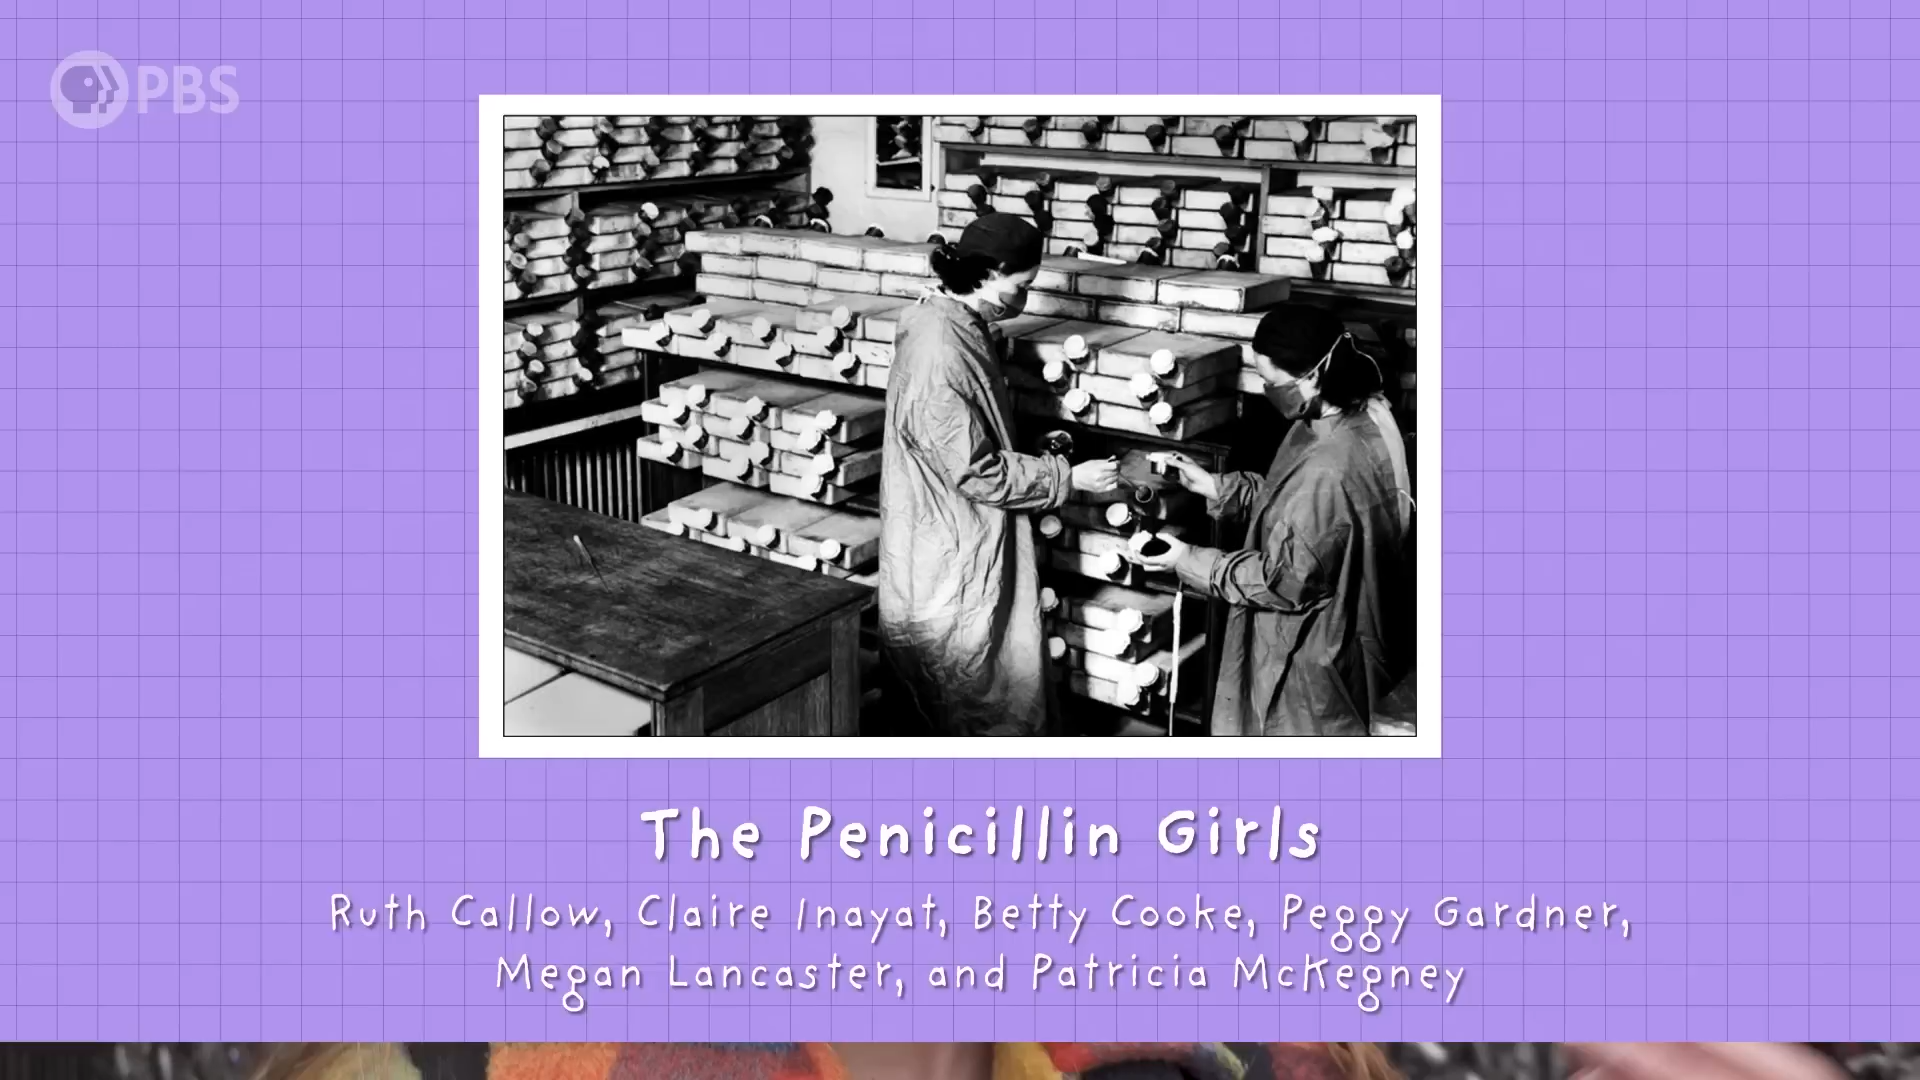 PBS
The Penicillin Girls
Ruth Callow, Claire Inayat, Betty Cooke, Peggy Gardner,
Megan Lancaster, and Patricia McKegney